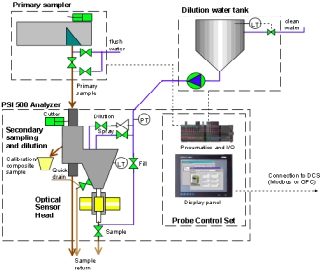 Primary sampler
Dilution water tank
LT
clean
water
flush
water
Primary
sample
PSI 500 Analyzer
Cutter
Dilution
PT
Spray
Secondary
sampling
and dilution
Pneumatics and I/O
Calibration/
composite
sample
LT
Fill
Quick
drain
Connection to DCS
(Modbus or OPC)
Optical
Sensor
Head
Display panel
Probe Control Set
Sample
Sample
return